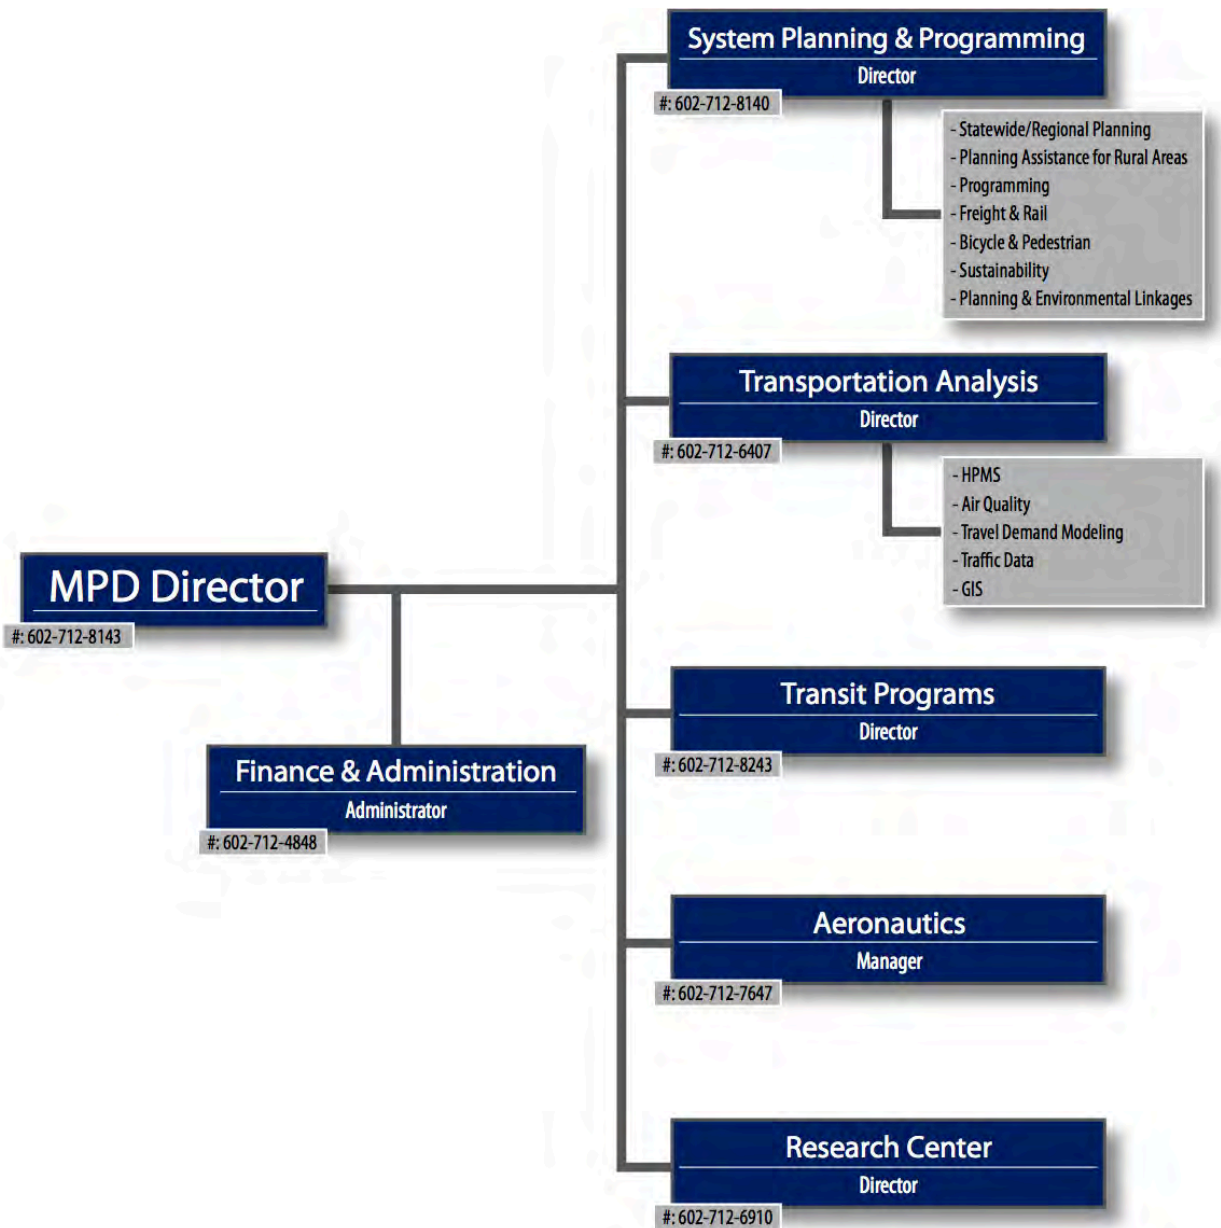 System Planning & Programming
Director
#: 602-712-8140
- Statewide/Regional Planning
- Planning Assistance for Rural Areas
- Programming
- Freight & Rail
- Bicycle & Pedestrian
- Sustainability
- Planning & Environmental Linkages
Transportation Analysis
Director
#: 602-712-6407
- HPMS
- Air Quality
- Travel Demand Modeling
- Traffic Data
- GIS
MPD Director
#: 602-712-8143
Finance & Administration
Administrator
#: 602-712-4848
Transit Programs
Director
#: 602-712-8243
Aeronautics
Manager
#: 602-712-7647
Research Center
Director
#: 602-712-6910